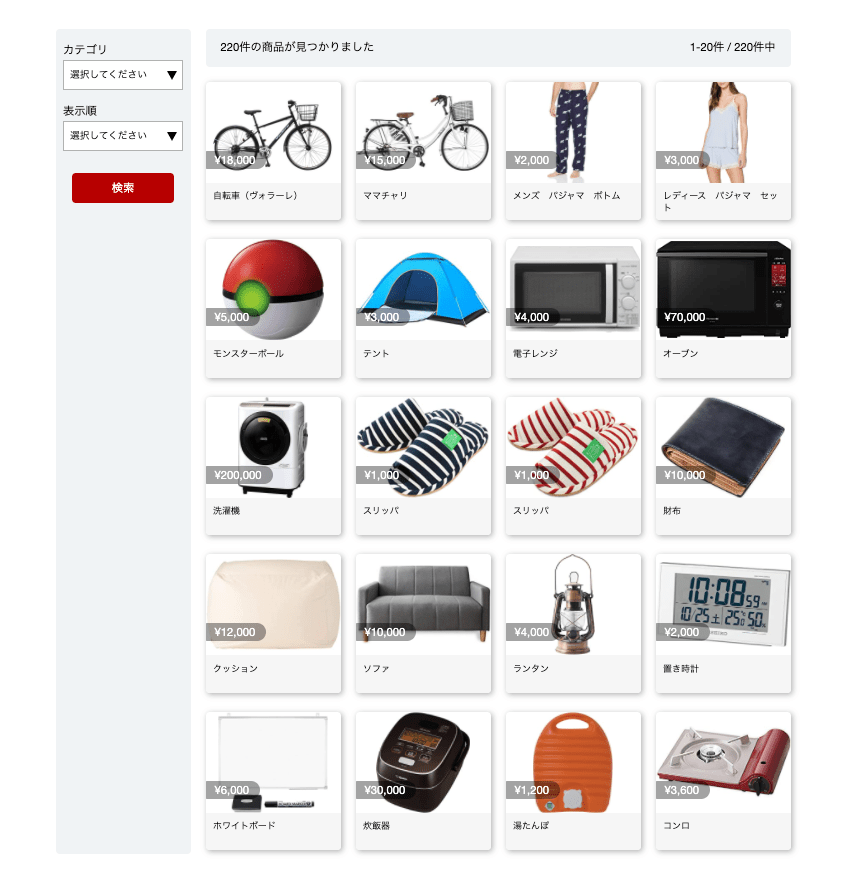 カテゴリ
選択してください ▼
表示順
選択してください ▼
検索
220件の商品が見つかりました
1-20件 / 220件中
¥18,000
自転車（ヴォラーレ）
¥15,000
ママチャリ
¥2,000
メンズ　パジャマ　ボトム
¥3,000
レディース　パジャマ　セッ
ト
¥5,000
モンスターボール
¥3,000
テント
¥4,000
電子レンジ
¥70,000
オーブン
¥200,000
洗濯機
¥1,000
スリッパ
¥1,000
スリッパ
¥10,000
財布
¥12,000
クッション
¥10,000
ソファ
¥4,000
ランタン
10:08 59
10/25 土 25 50%
¥2,000
置き時計
¥6,000
ホワイトボード
¥30,000
炊飯器
¥1,200
湯たんぽ
¥3,600
コンロ